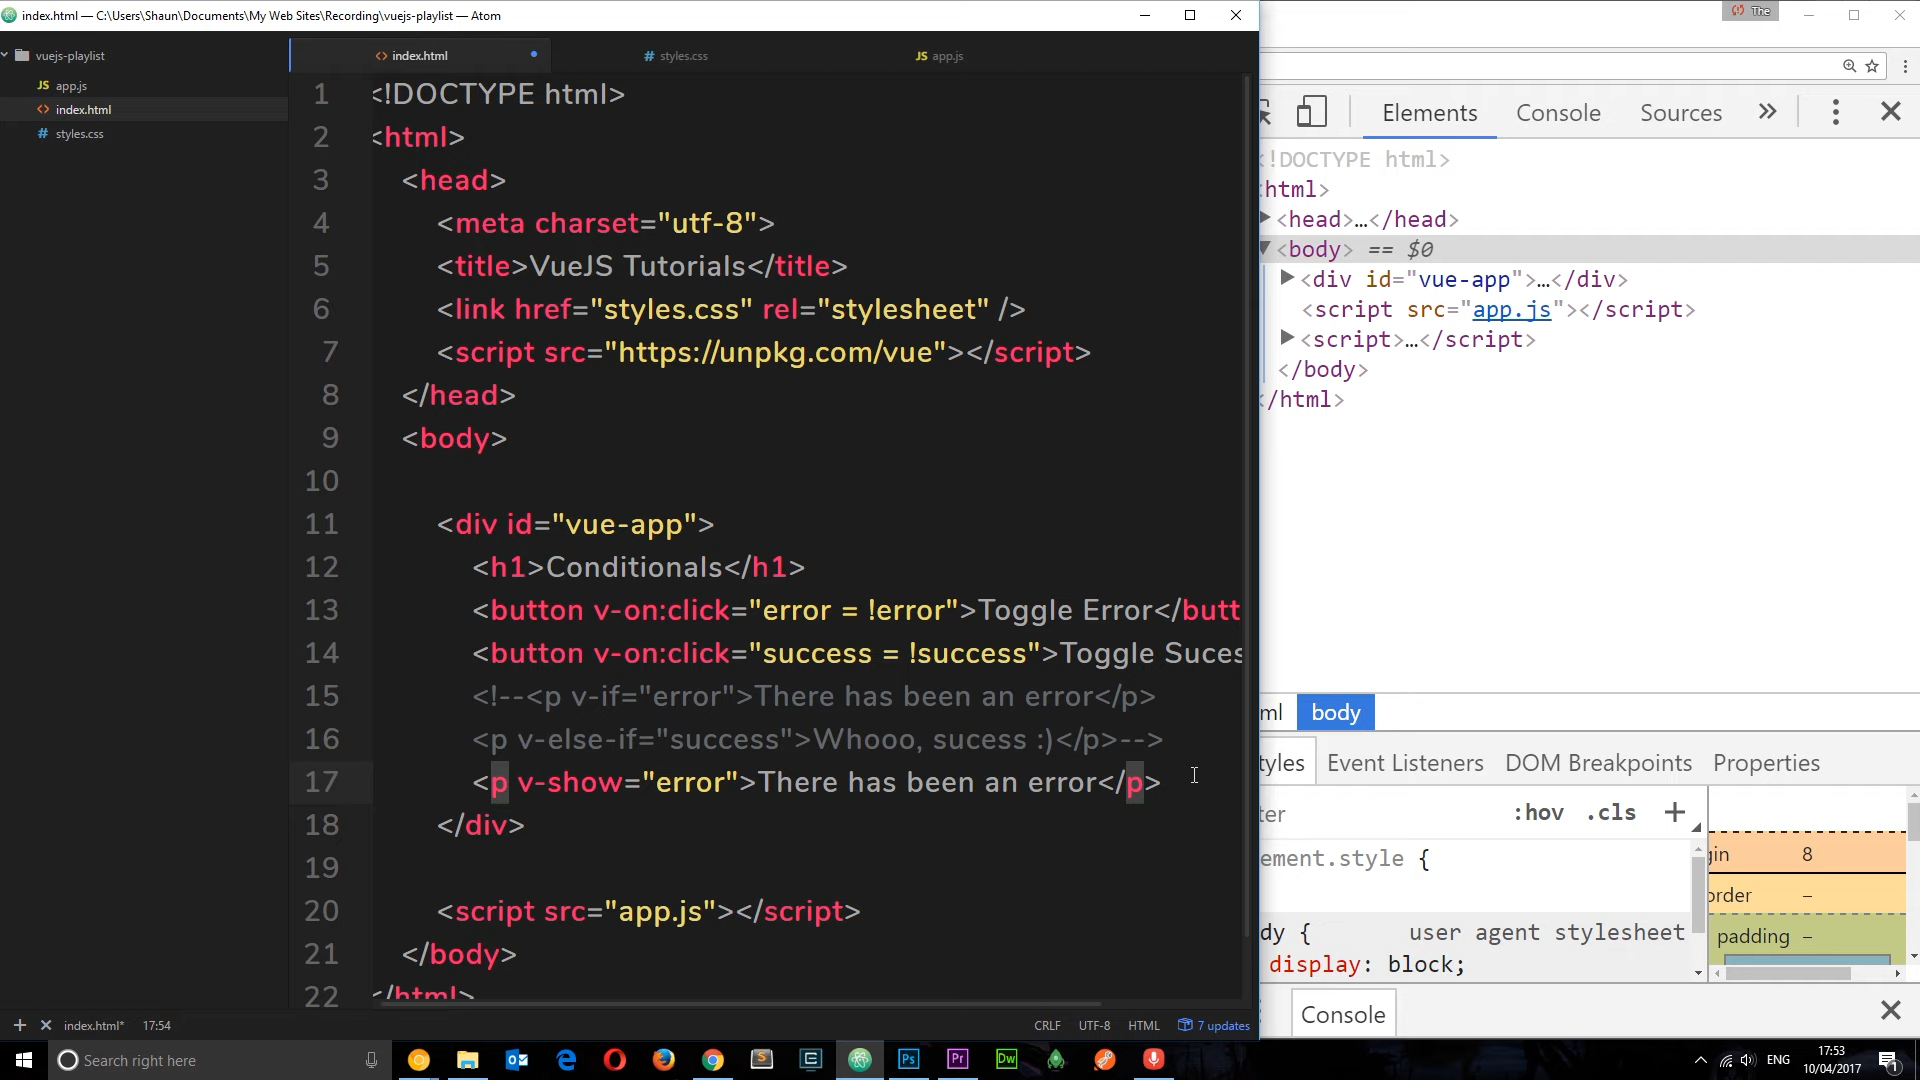 index.html — C:\Users\Shaun\Documents\My Web Sites\Recording\vuejs-playlist — Atom
The
vuejs-playlist
app.js
index.html
styles.css
index.html
styles.css
app.js
1 <!DOCTYPE html>
2 <html>
3 <head>
4 <meta charset="utf-8">
5 <title>VueJS Tutorials</title>
6 <link href="styles.css" rel="stylesheet" />
7 <script src="https://unpkg.com/vue"></script>
8 </head>
9 <body>
10
11 <div id="vue-app">
12 <h1>Conditionals</h1>
13 <button v-on:click="error = !error">Toggle Error</butt
14 <button v-on:click="success = !success">Toggle Suces
15 <!--<p v-if="error">There has been an error</p>
16 <p v-else-if="success">Whooo, sucess :)</p>-->
17 <p v-show="error">There has been an error</p>
18 </div>
19
20 <script src="app.js"></script>
21 </body>
22 </html>
index.html* 17:54
CRLF UTF-8 HTML 7 updates
Elements Console Sources »
<!DOCTYPE html>
html>
<head>…</head>
<body> == $0
<div id="vue-app">…</div>
<script src="app.js"></script>
<script>…</script>
</body>
</html>
ml body
tyles Event Listeners DOM Breakpoints Properties
ter :hov .cls +
ement.style {
dy { user agent stylesheet
display: block;
gin 8
order –
padding –
Console
Search right here
ENG
17:53
10/04/2017
1